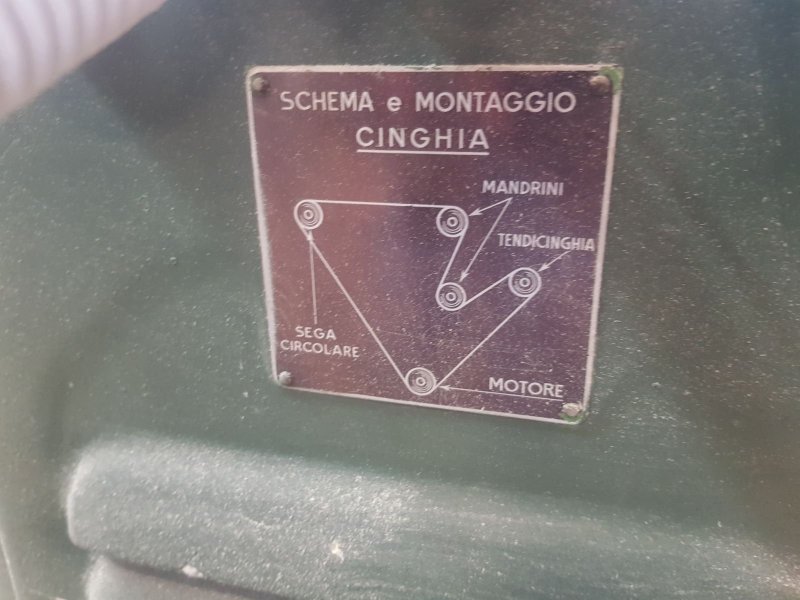 SCHEMA e MONTAGGIO
CINGHIA
MANDRINI
TENDICINGHIA
SEGA
CIRCOLARE
MOTORE